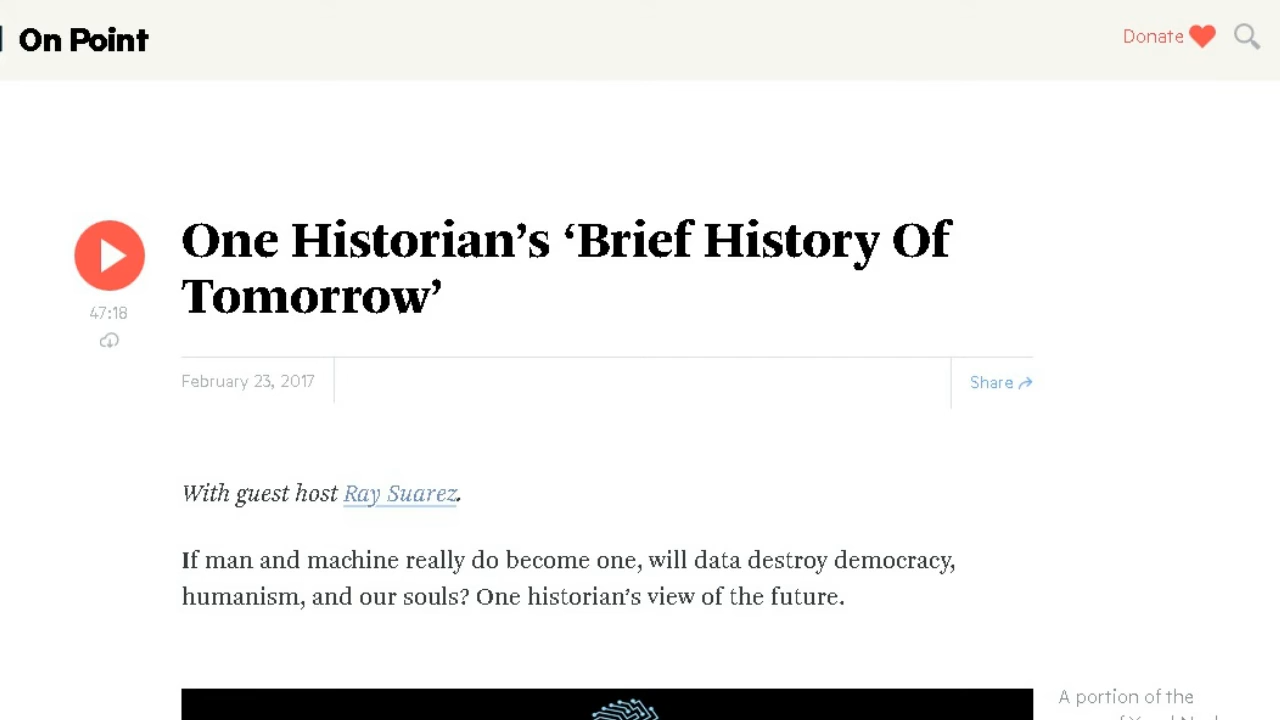 On Point
Donate
One Historian’s ‘Brief History Of
Tomorrow’
47:18
February 23, 2017
Share
With guest host Ray Suarez.
If man and machine really do become one, will data destroy democracy,
humanism, and our souls? One historian’s view of the future.
A portion of the